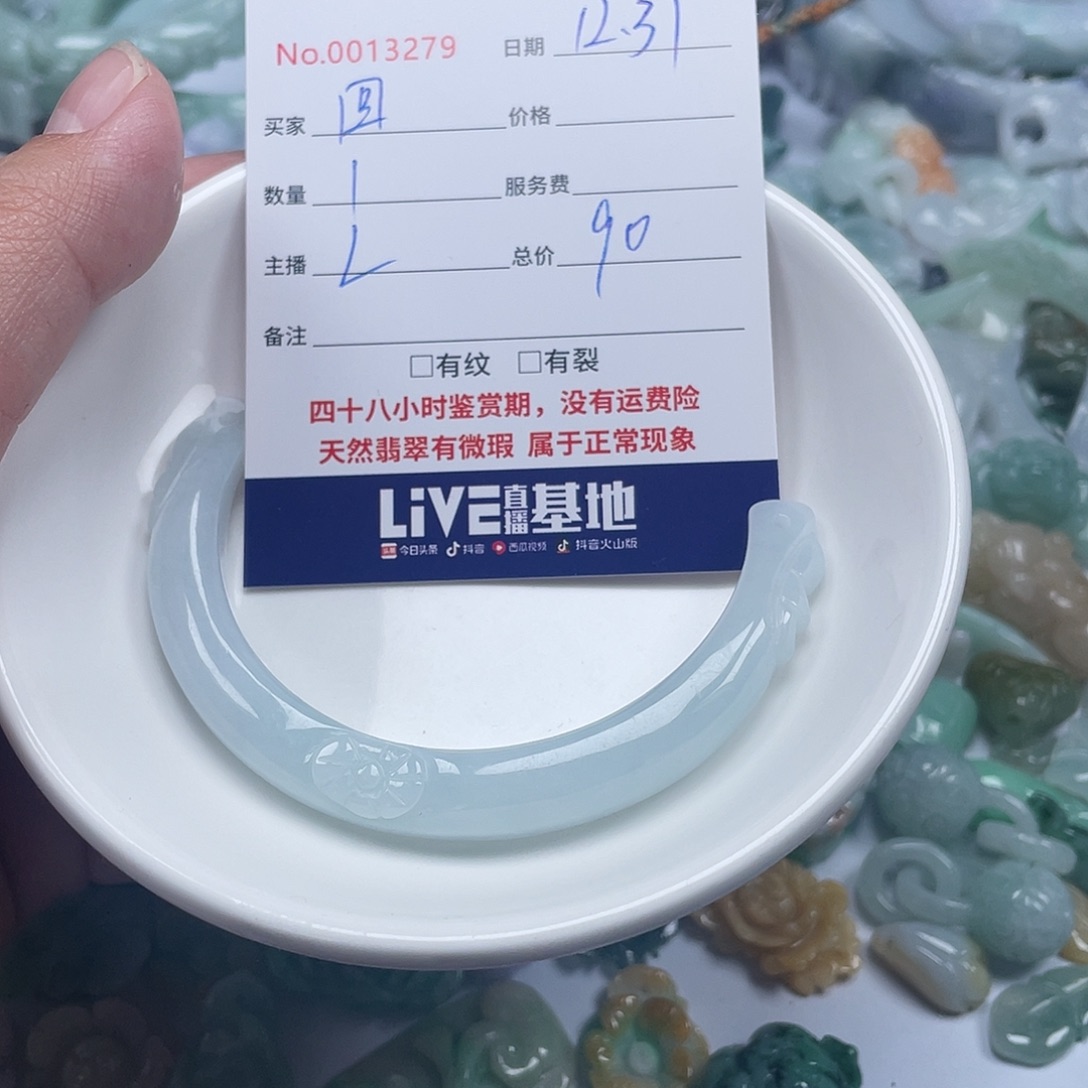 No.0013279 日期 12.31
买家 圆 价格
数量 1 服务费
主播 L 总价 90
备注
□有纹 □有裂
四十八小时鉴赏期，没有运费险
天然翡翠有微瑕 属于正常现象
LiVE直播基地
头条 今日头条 抖音 西瓜视频 抖音火山版